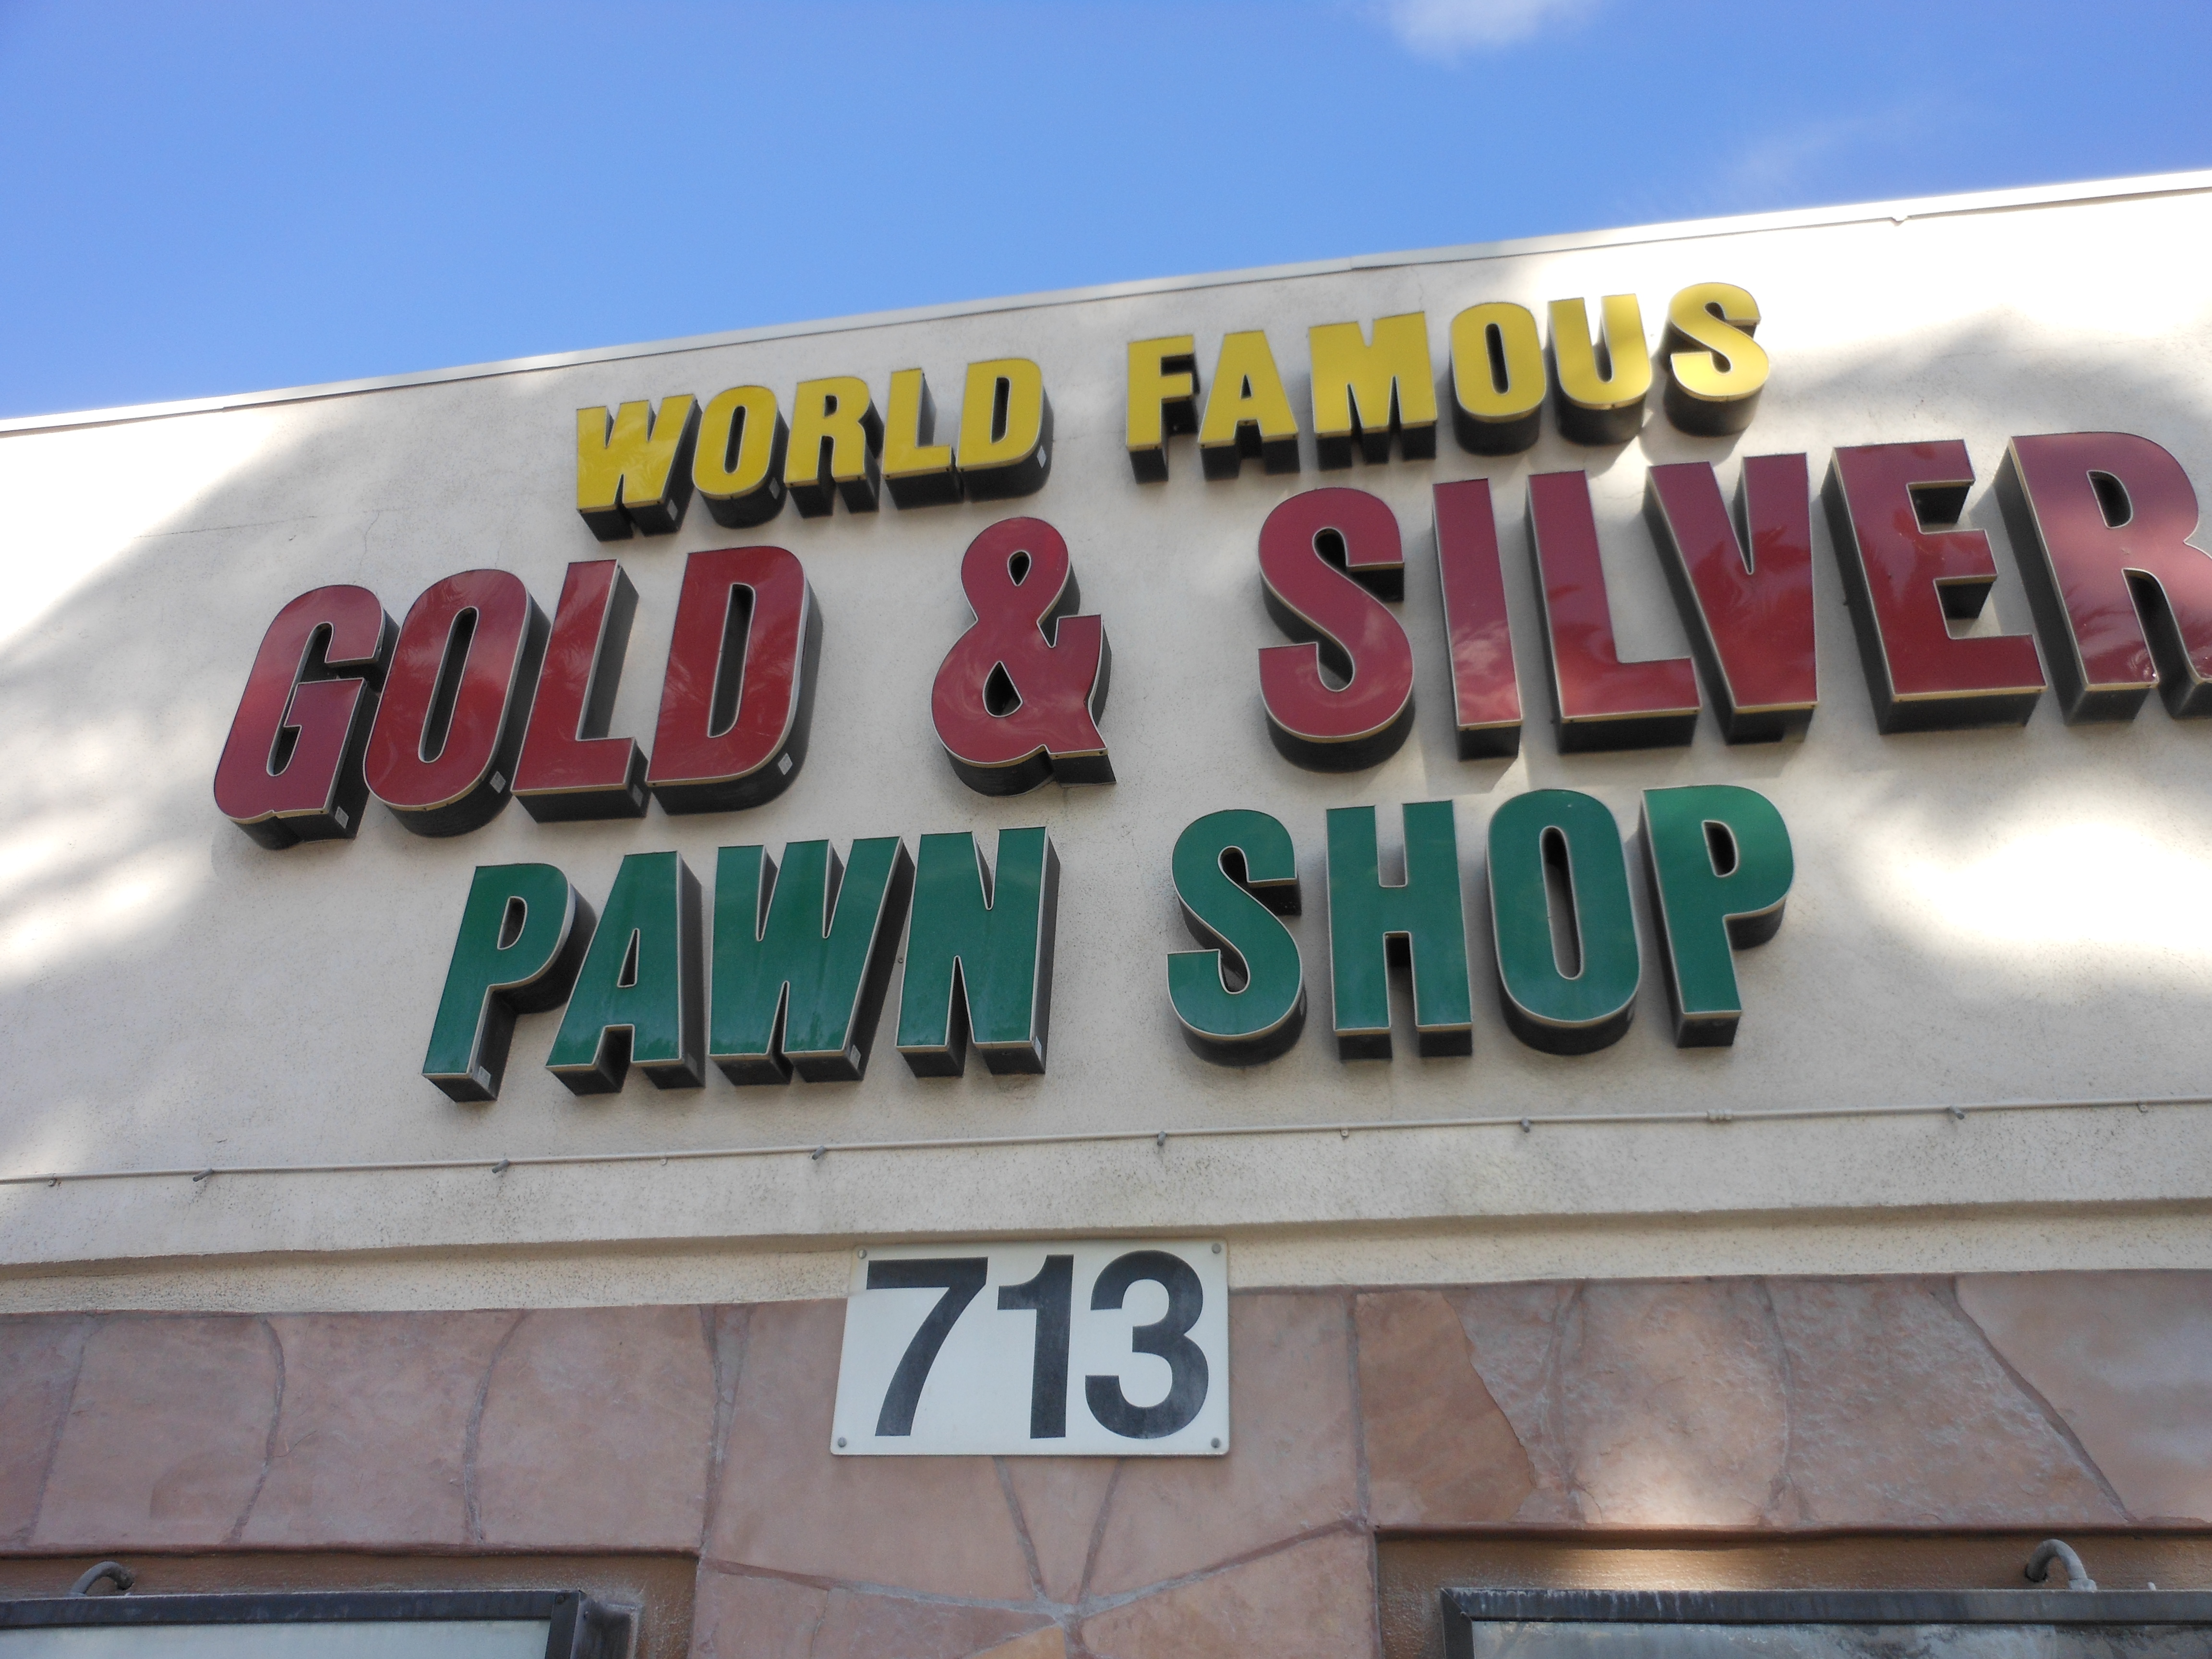 WORLD FAMOUS
GOLD & SILVER
PAWN SHOP
713